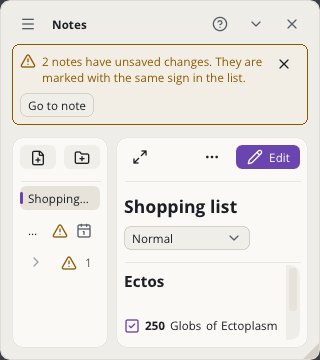 Notes
2 notes have unsaved changes. They are
marked with the same sign in the list.
Go to note
Edit
Shopping...
...
1
Shopping list
Normal
Ectos
250 Globs of Ectoplasm